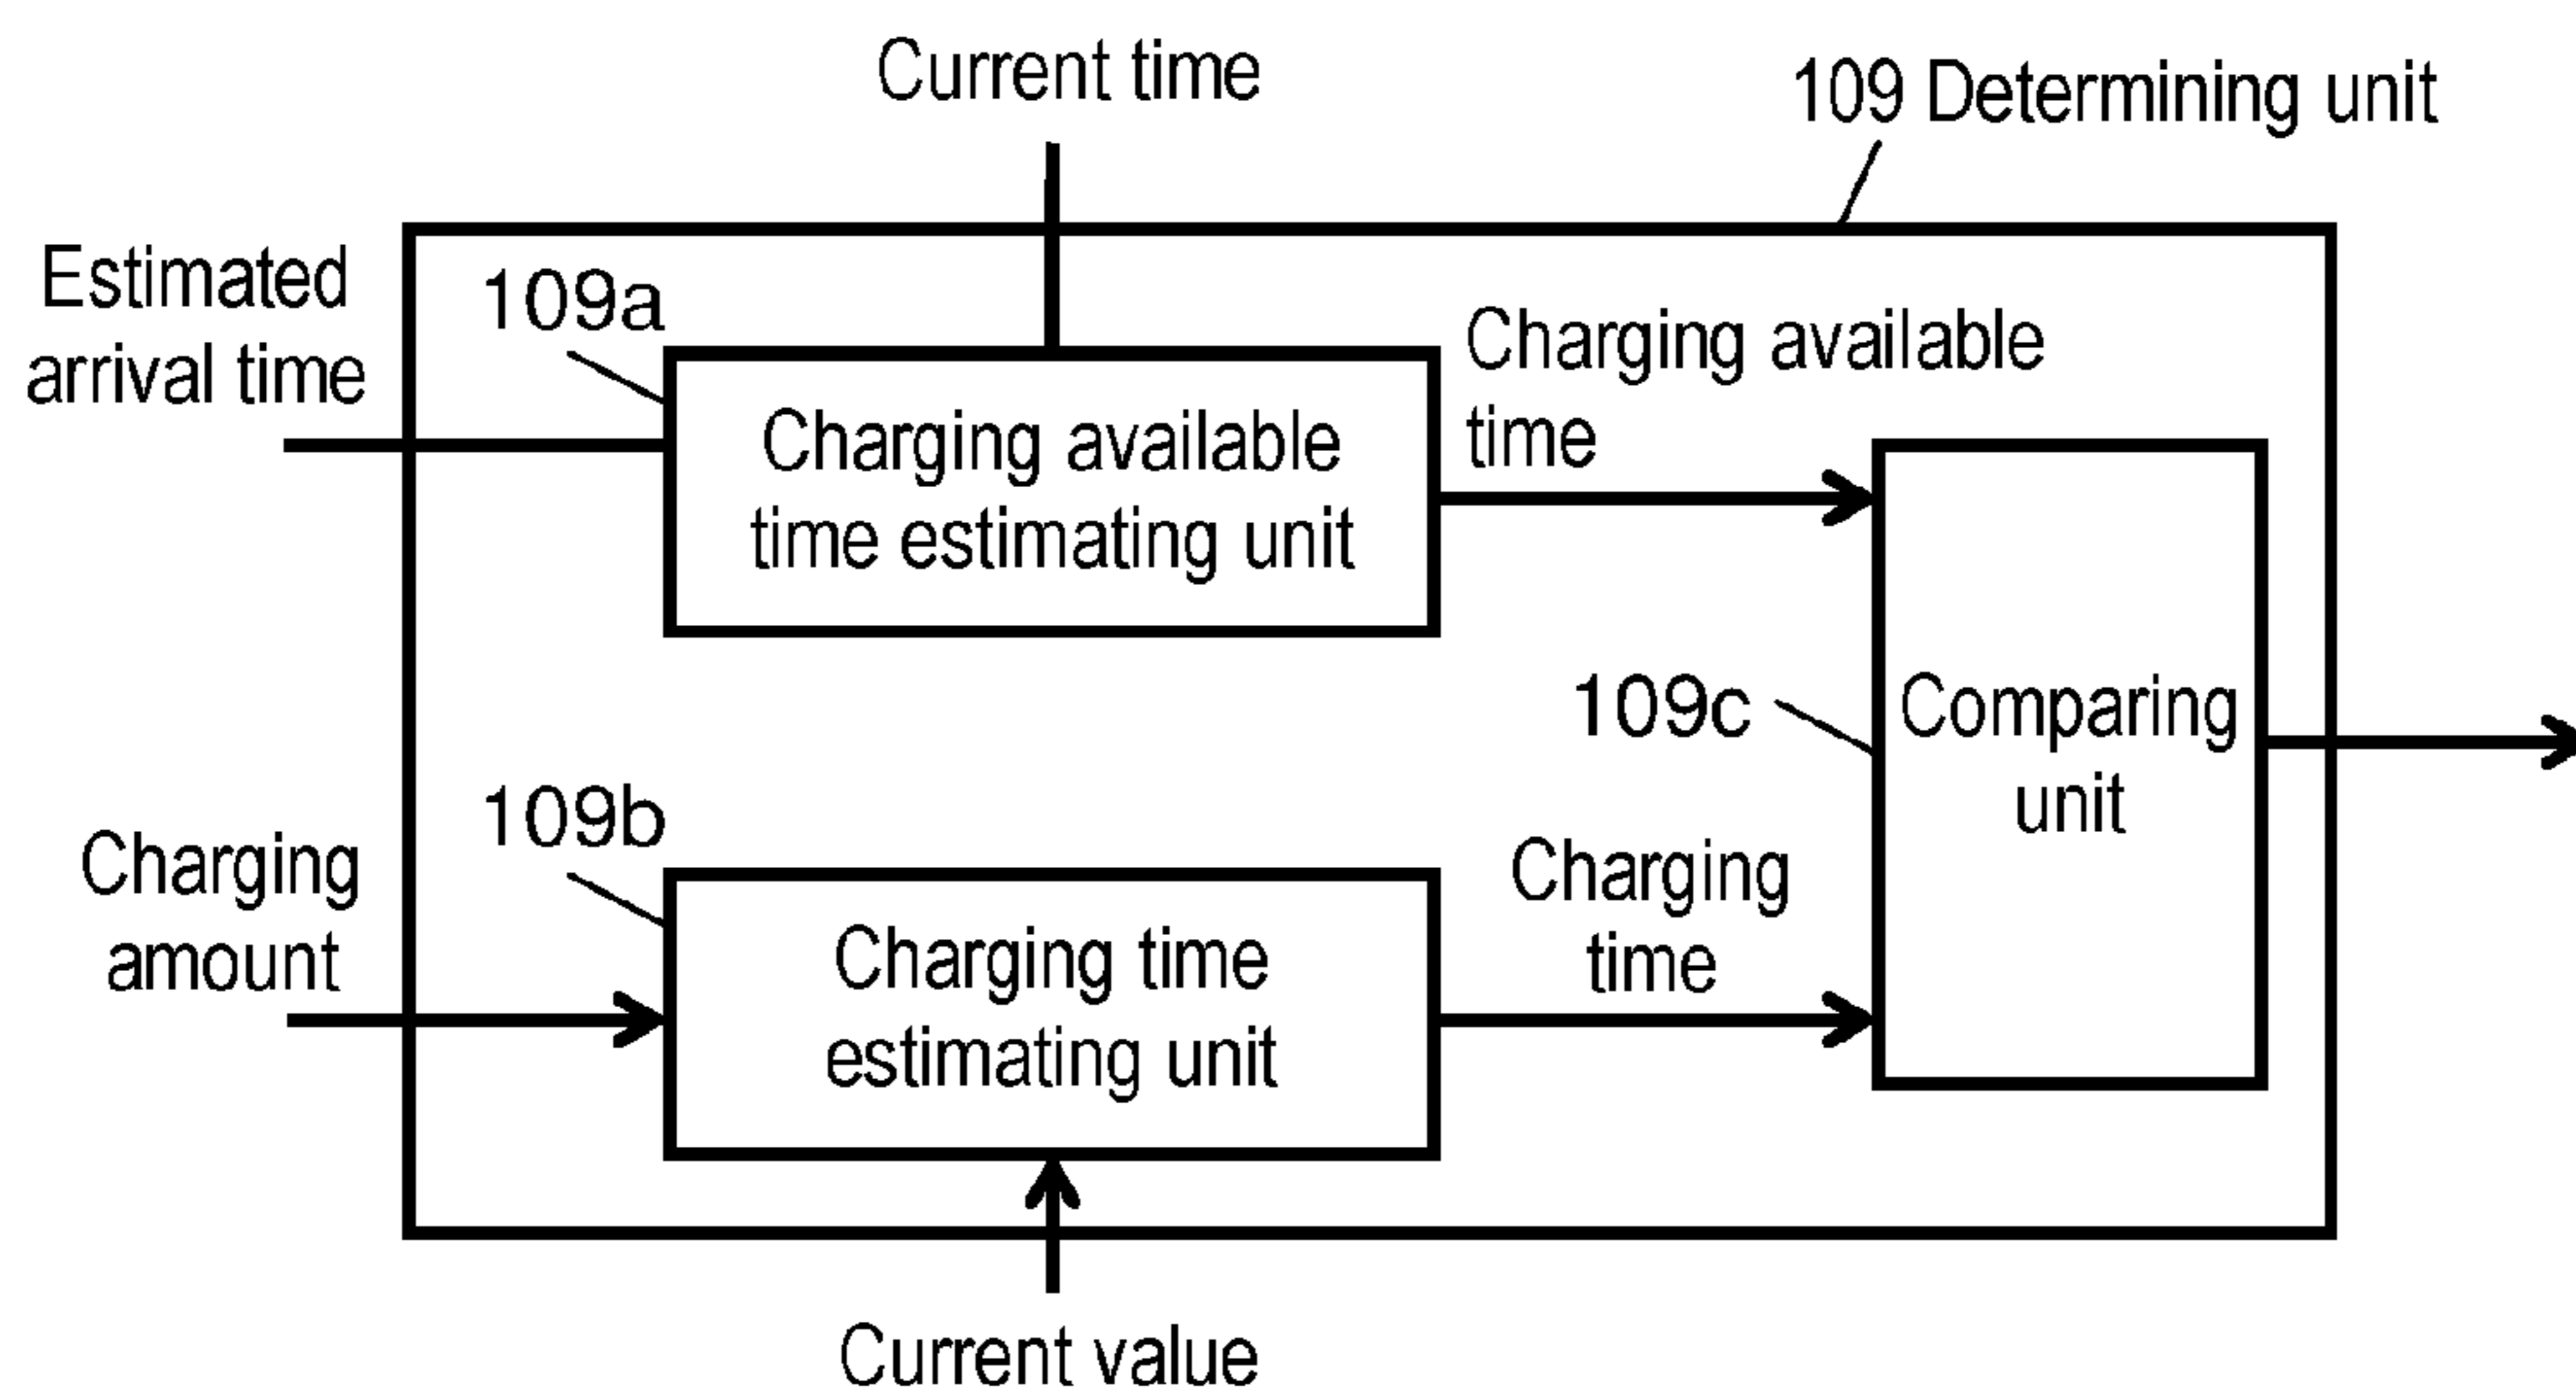 Current time
109 Determining unit
Estimated
arrival time
109a
Charging available
time estimating unit
Charging available
time
109c
Comparing
unit
Charging
amount
109b
Charging time
estimating unit
Charging
time
Current value